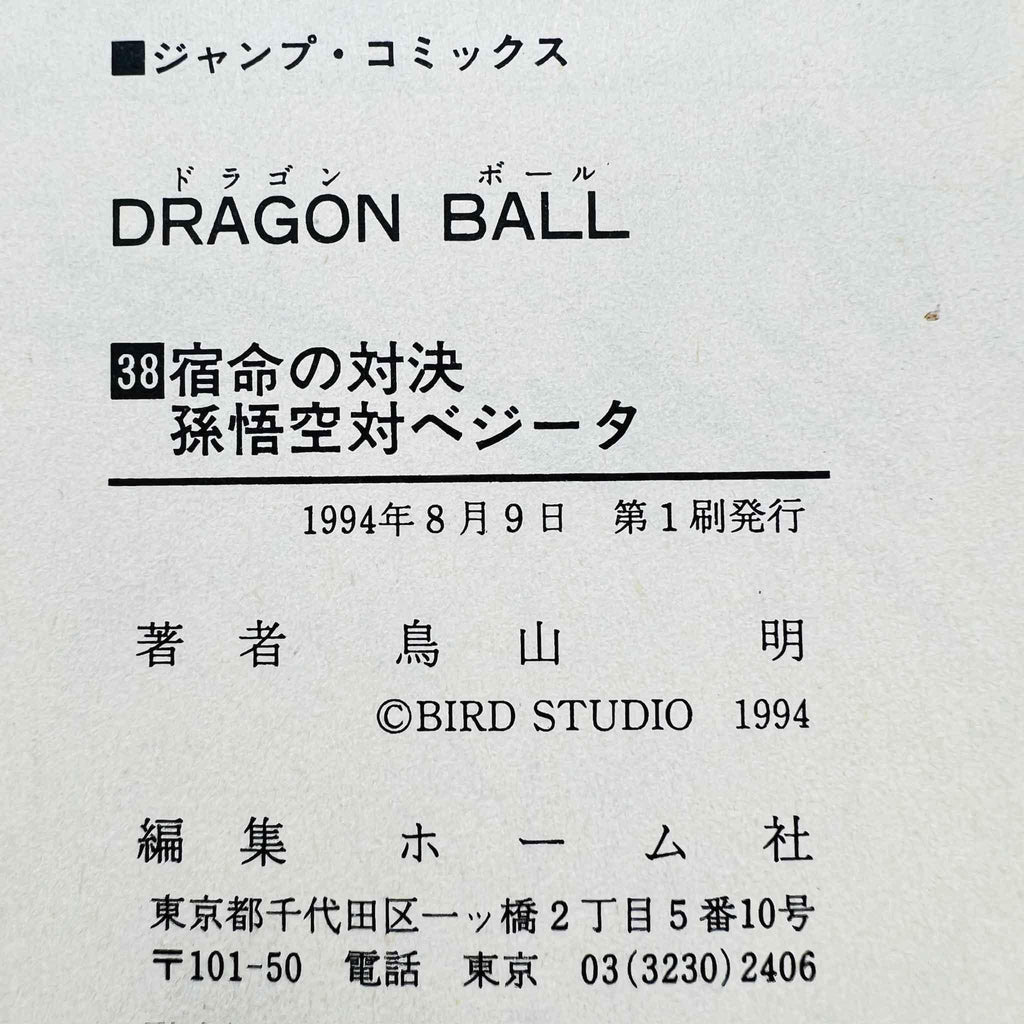 ■ジャンプ・コミックス
ドラゴン ボール
DRAGON BALL
38宿命の対決
孫悟空対ベジータ
1994年8月9日 第1刷発行
著者 鳥山 明
©BIRD STUDIO 1994
編集 ホーム社
東京都千代田区一ッ橋2丁目5番10号
〒101-50 電話 東京 03(3230)2406